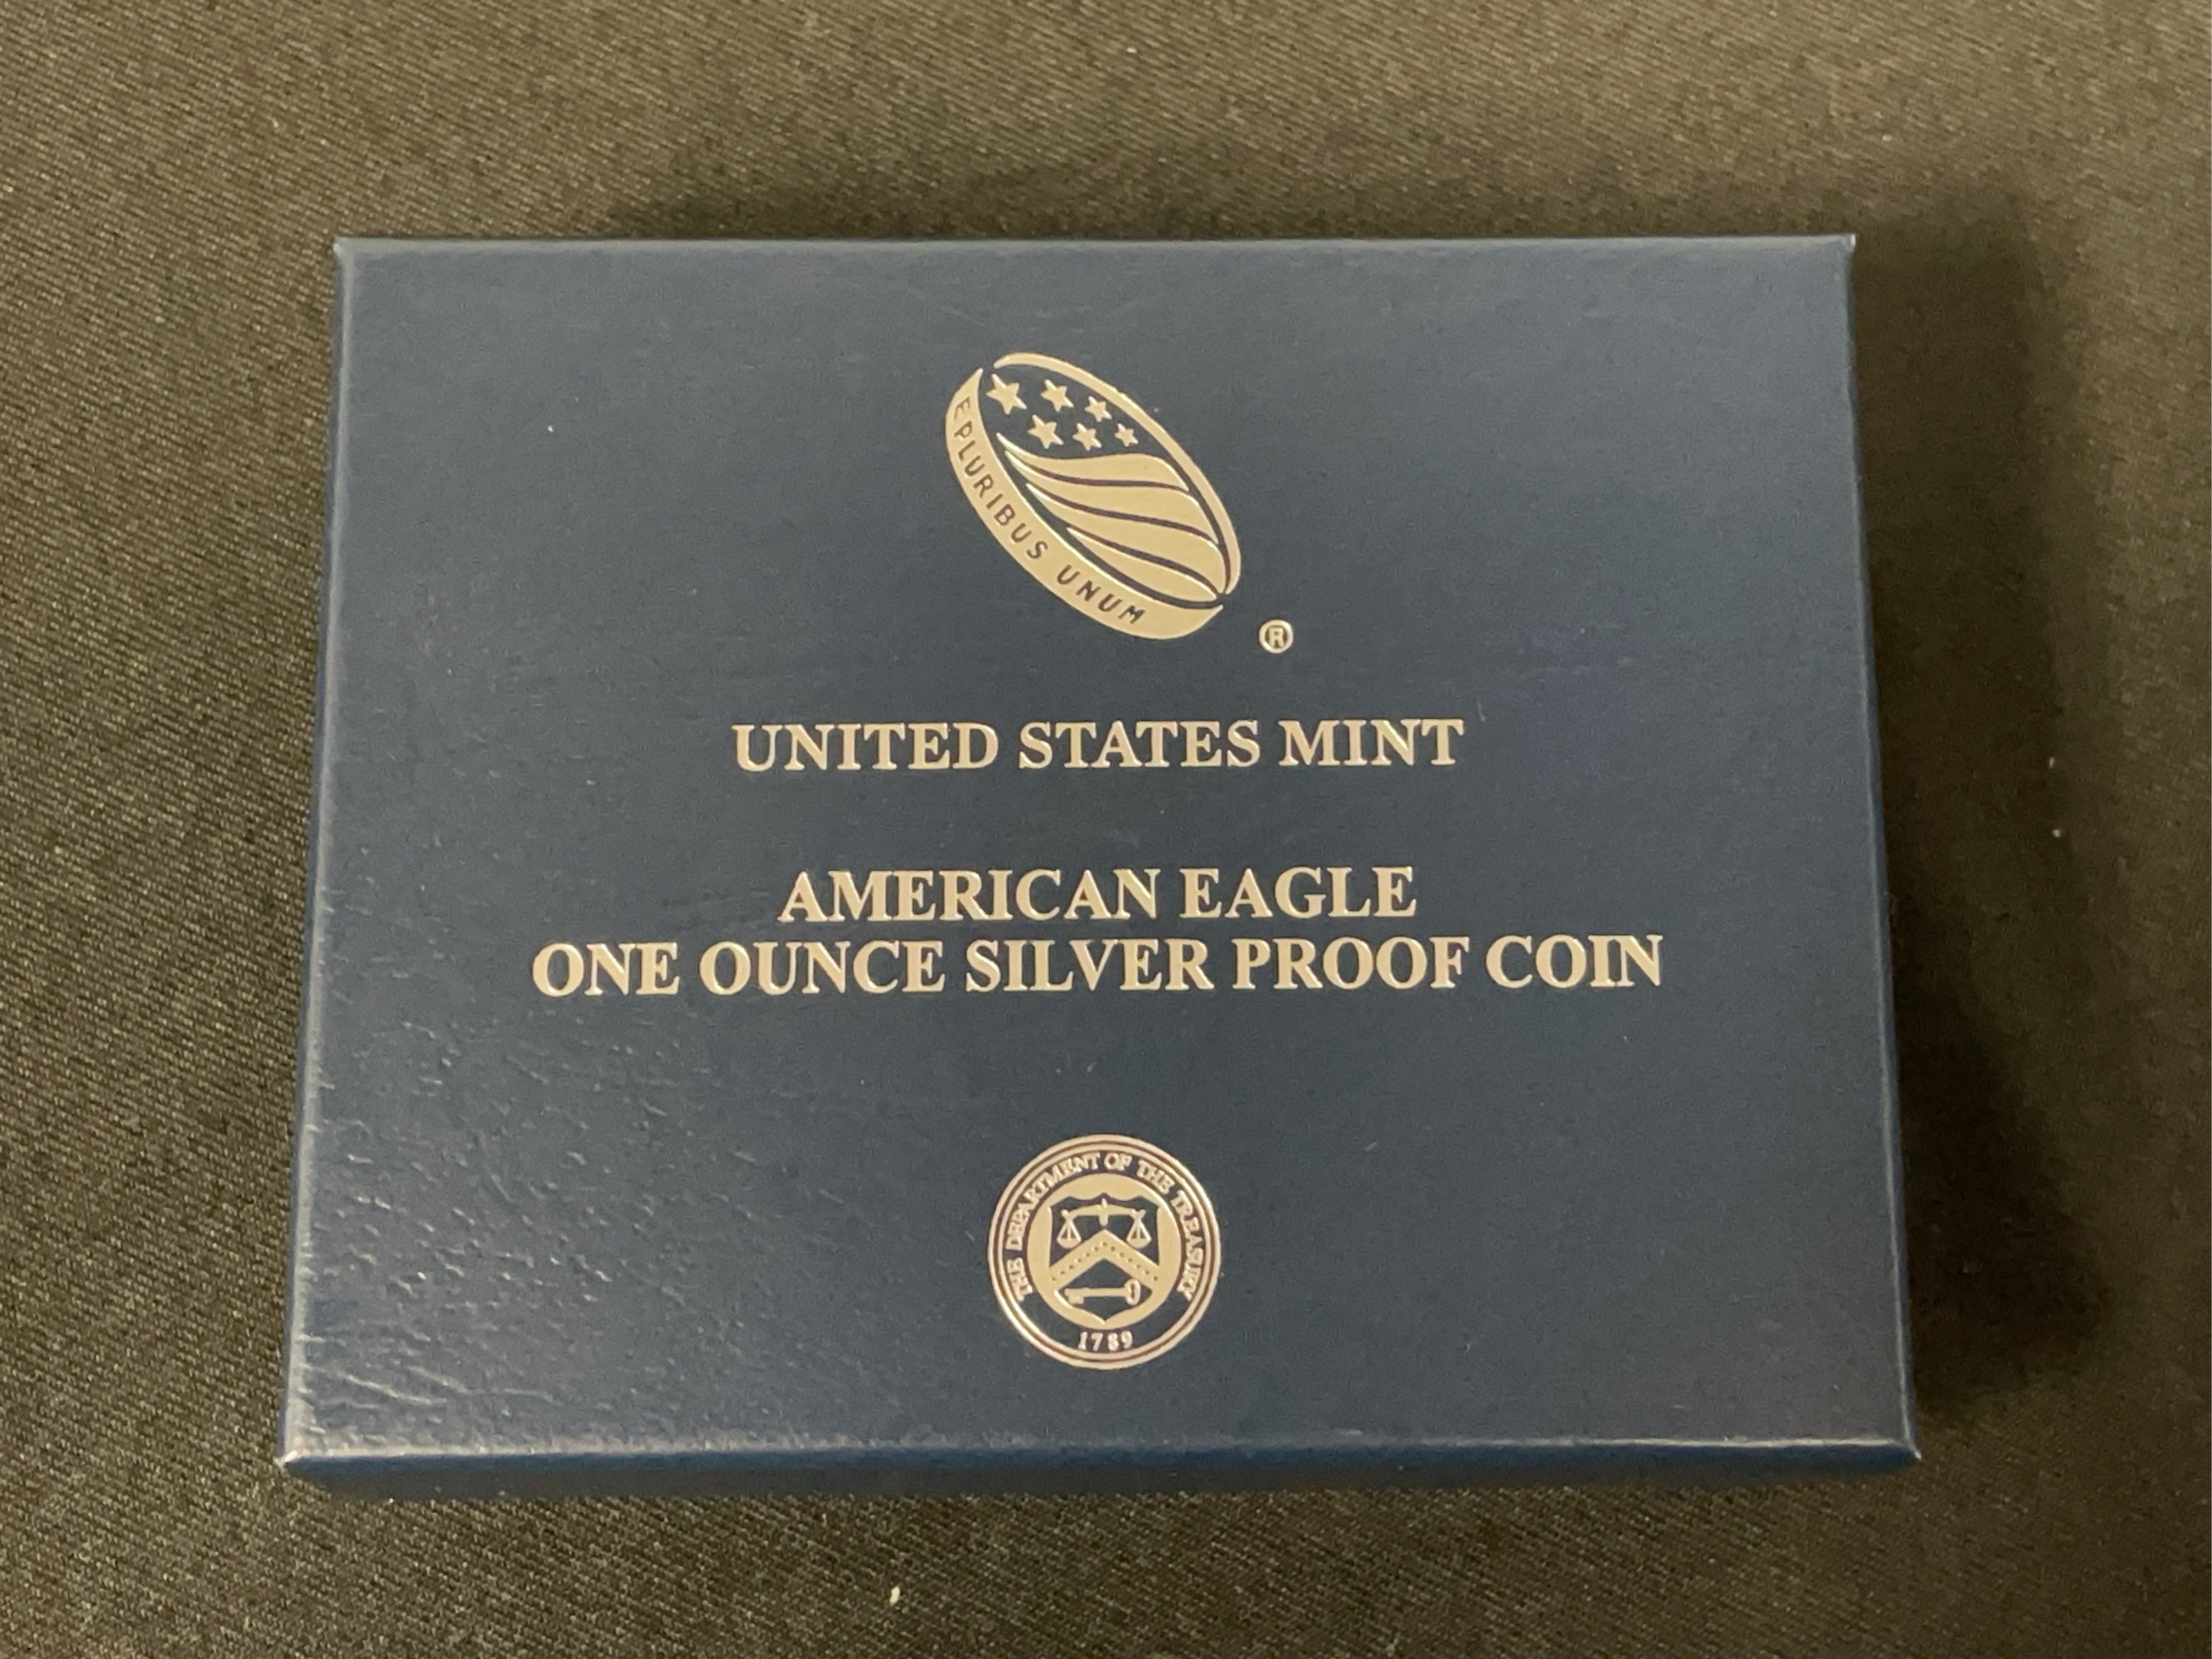 E PLURIBUS UNUM
®
UNITED STATES MINT
AMERICAN EAGLE
ONE OUNCE SILVER PROOF COIN
THE DEPARTMENT OF THE TREASURY
1789